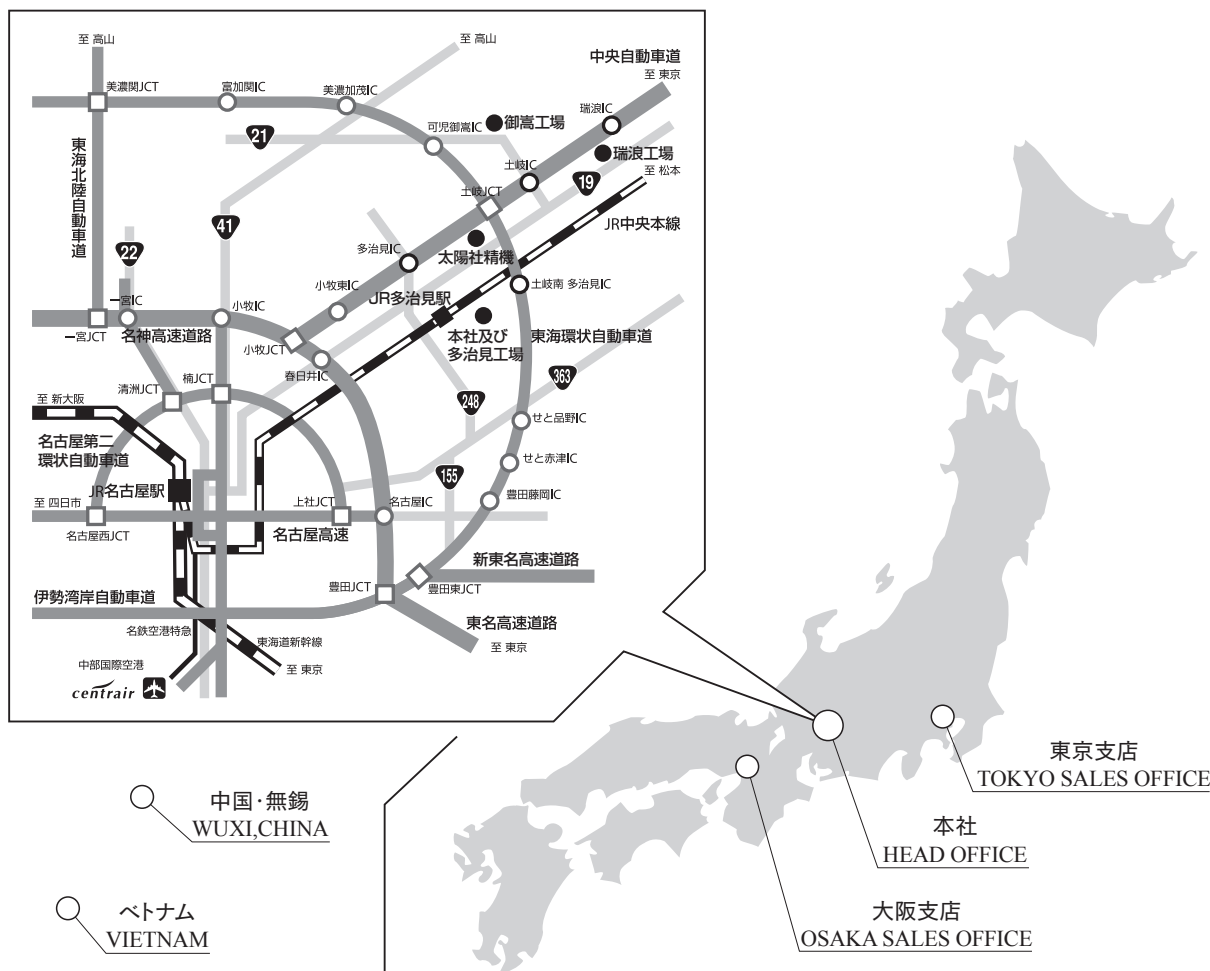 至 高山
至 高山
中央自動車道
至 東京
美濃関JCT
富加関IC
美濃加茂IC
瑞浪IC
可児御嵩IC
御嵩工場
21
東海北陸自動車道
瑞浪工場
土岐IC
至 松本
19
土岐JCT
41
JR中央本線
22
多治見IC
太陽社精機
小牧東IC
土岐南 多治見IC
JR多治見駅
一宮IC
小牧IC
一宮JCT
名神高速道路
小牧JCT
本社及び
多治見工場
東海環状自動車道
春日井IC
清洲JCT
楠JCT
363
248
至 新大阪
せと品野IC
名古屋第二
環状自動車道
せと赤津IC
155
JR名古屋駅
豊田藤岡IC
至 四日市
上社JCT
名古屋IC
名古屋西JCT
名古屋高速
新東名高速道路
豊田JCT
豊田東JCT
伊勢湾岸自動車道
東名高速道路
名鉄空港特急
東海道新幹線
至 東京
中部国際空港
至 東京
centrair
東京支店
TOKYO SALES OFFICE
中国・無錫
WUXI,CHINA
本社
HEAD OFFICE
ベトナム
VIETNAM
大阪支店
OSAKA SALES OFFICE